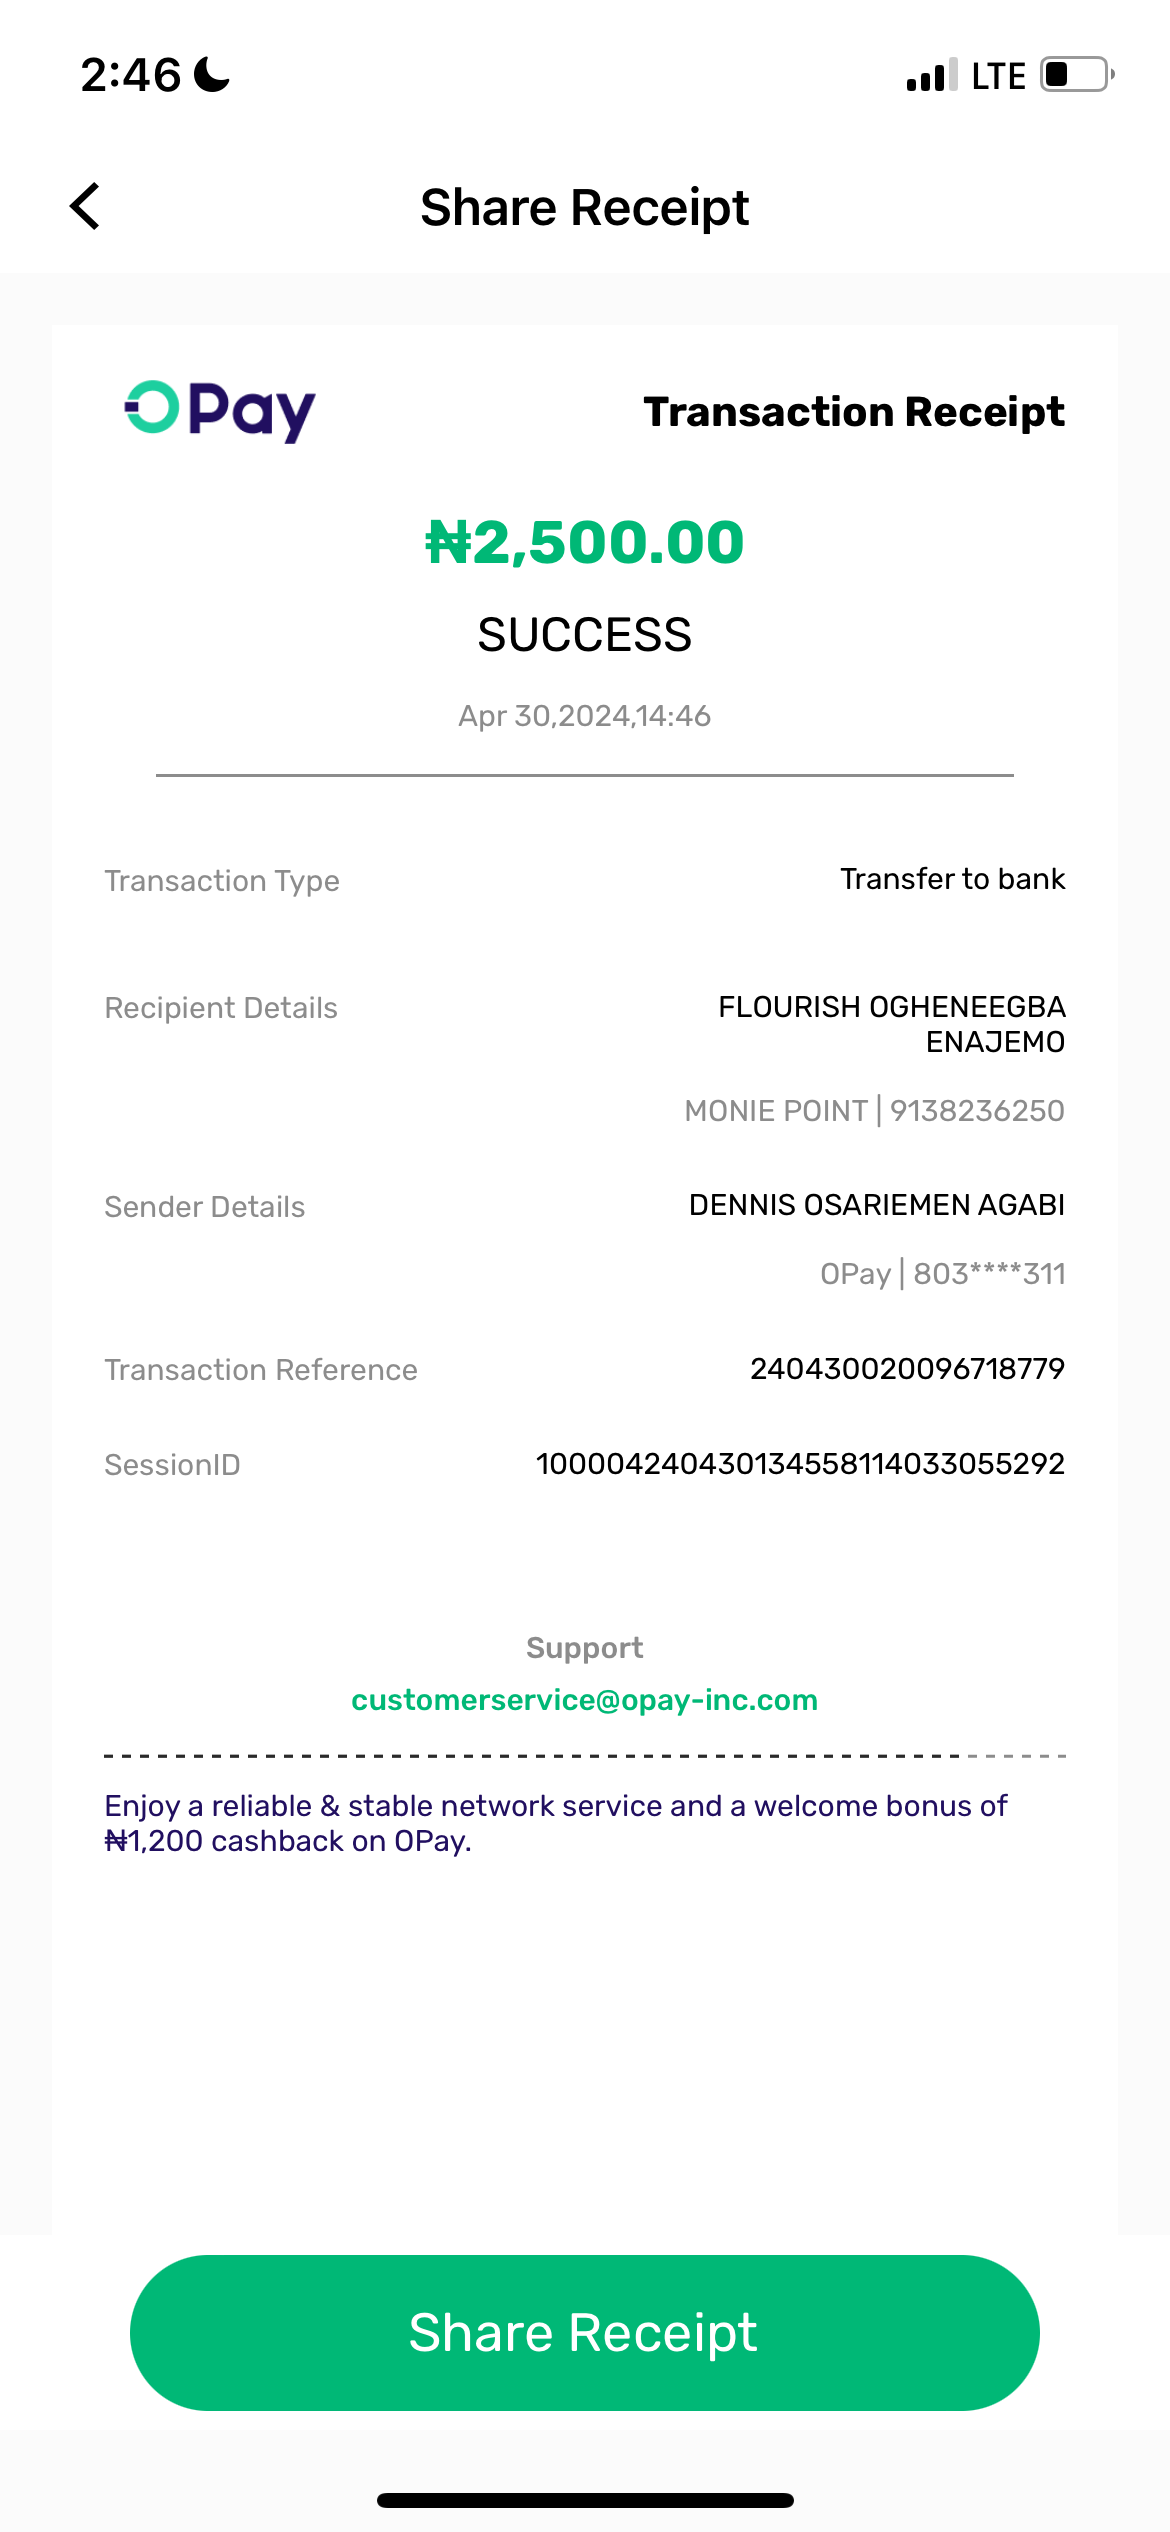 2:46
LTE
Share Receipt
OPay
Transaction Receipt
₦2,500.00
SUCCESS
Apr 30,2024,14:46
Transaction Type
Transfer to bank
Recipient Details
FLOURISH OGHENEEGBA
ENAJEMO
MONIE POINT | 9138236250
Sender Details
DENNIS OSARIEMEN AGABI
OPay | 803****311
Transaction Reference
240430020096718779
SessionID
100004240430134558114033055292
Support
customerservice@opay-inc.com
Enjoy a reliable & stable network service and a welcome bonus of
₦1,200 cashback on OPay.
Share Receipt